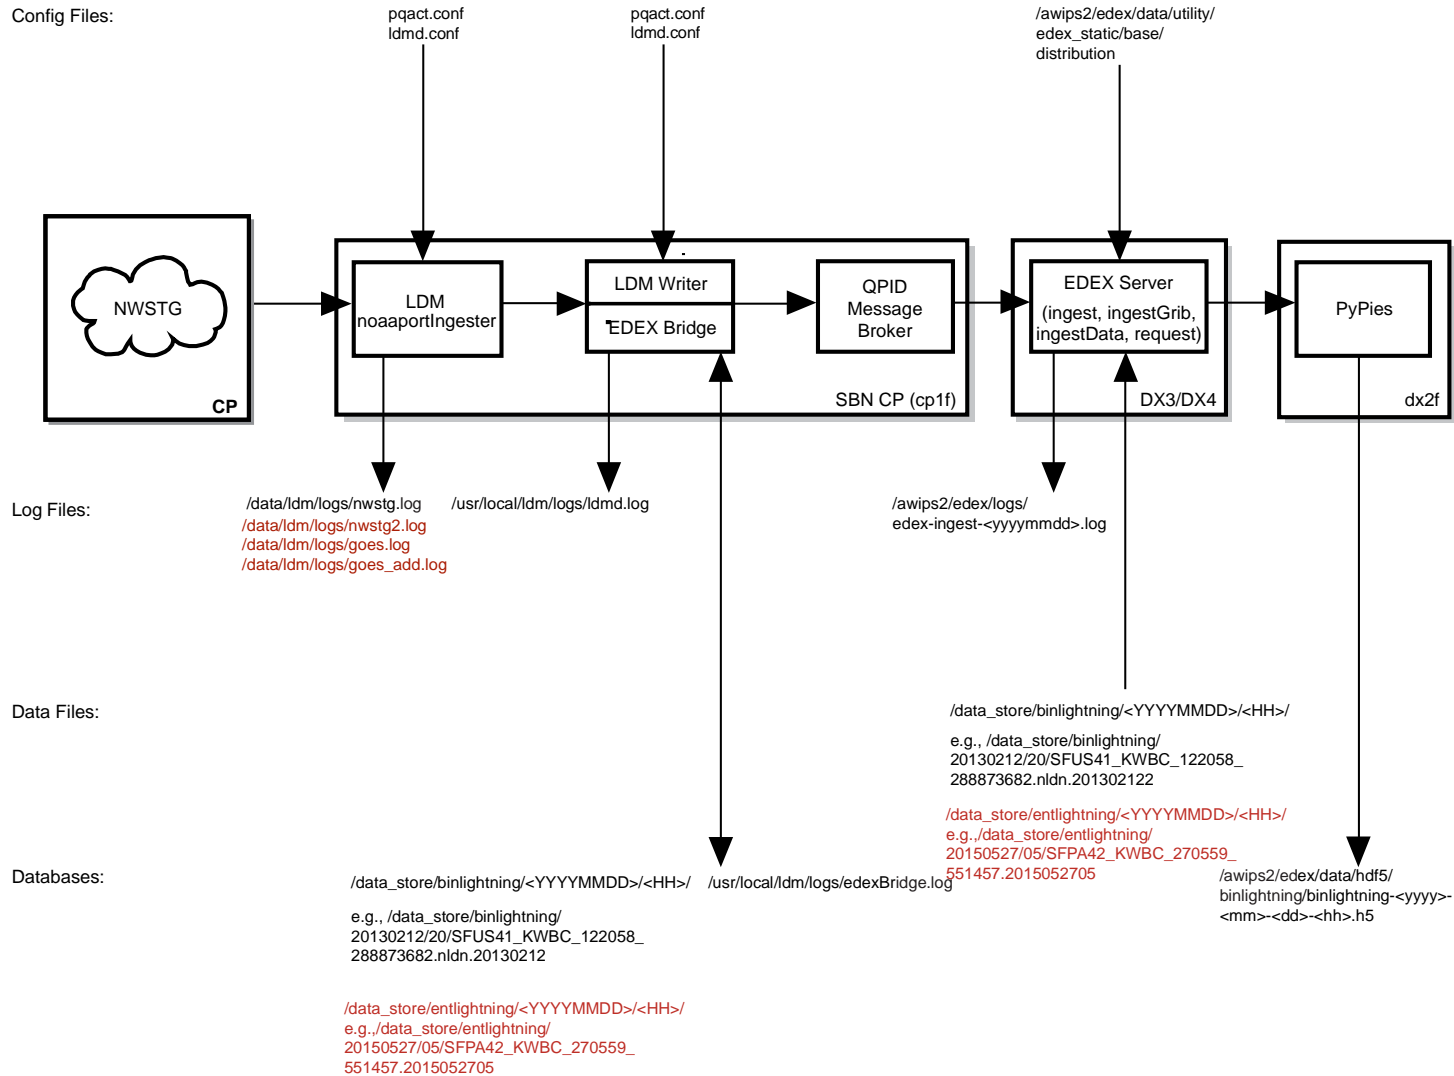 Config Files:
pqact.conf
ldmd.conf
pqact.conf
ldmd.conf
/awips2/edex/data/utility/
edex_static/base/
distribution
NWSTG
CP
LDM
noaaportIngester
LDM Writer
EDEX Bridge
QPID
Message
Broker
SBN CP (cp1f)
EDEX Server
(ingest, ingestGrib,
ingestData, request)
DX3/DX4
PyPies
dx2f
Log Files:
/data/ldm/logs/nwstg.log
/data/ldm/logs/nwstg2.log
/data/ldm/logs/goes.log
/data/ldm/logs/goes_add.log
/usr/local/ldm/logs/ldmd.log
/awips2/edex/logs/
edex-ingest-<yyyymmdd>.log
Data Files:
/data_store/binlightning/<YYYYMMDD>/<HH>/
e.g., /data_store/binlightning/
20130212/20/SFUS41_KWBC_122058_
288873682.nldn.201302122
/data_store/entlightning/<YYYYMMDD>/<HH>/
e.g.,/data_store/entlightning/
20150527/05/SFPA42_KWBC_270559_
551457.2015052705
Databases:
/data_store/binlightning/<YYYYMMDD>/<HH>/
e.g., /data_store/binlightning/
20130212/20/SFUS41_KWBC_122058_
288873682.nldn.20130212
/data_store/entlightning/<YYYYMMDD>/<HH>/
e.g.,/data_store/entlightning/
20150527/05/SFPA42_KWBC_270559_
551457.2015052705
/usr/local/ldm/logs/edexBridge.log
/awips2/edex/data/hdf5/
binlightning/binlightning-<yyyy>-
<mm>-<dd>-<hh>.h5